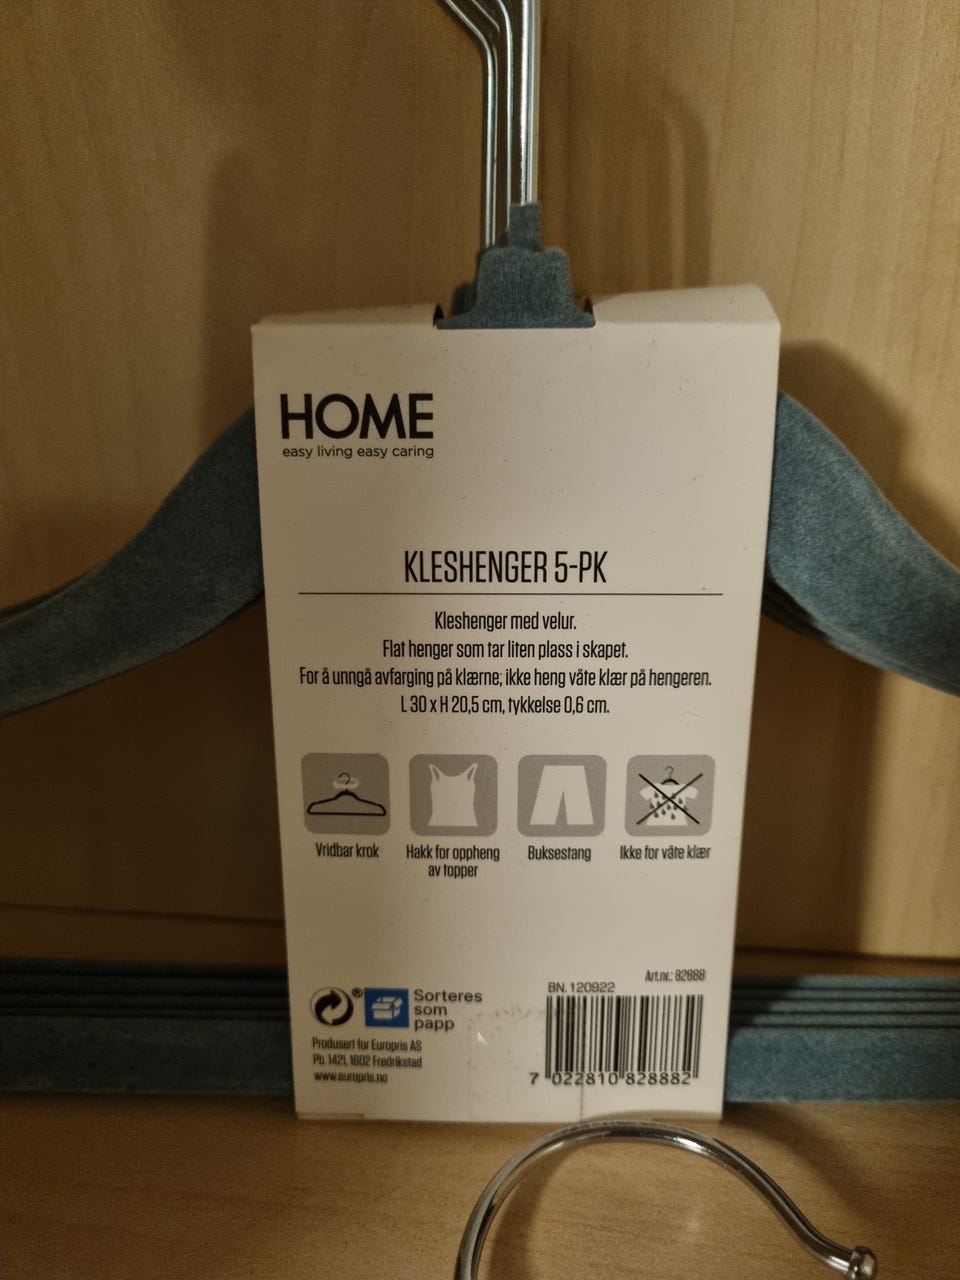 HOME
easy living easy caring
KLESHENGER 5-PK
Kleshenger med velur.
Flat henger som tar liten plass i skapet.
For å unngå avfarging på klærne; ikke heng våte klær på hengeren.
L 30 x H 20,5 cm, tykkelse 0,6 cm.
Vridbar krok
Hakk for oppheng
av topper
Buksestang
Ikke for våte klær
Art.nr.: 82888
BN. 120922
®
Sorteres
som
papp
Produsert for Europris AS
Pb. 1421, 1602 Fredrikstad
www.europris.no
7 022810 828882